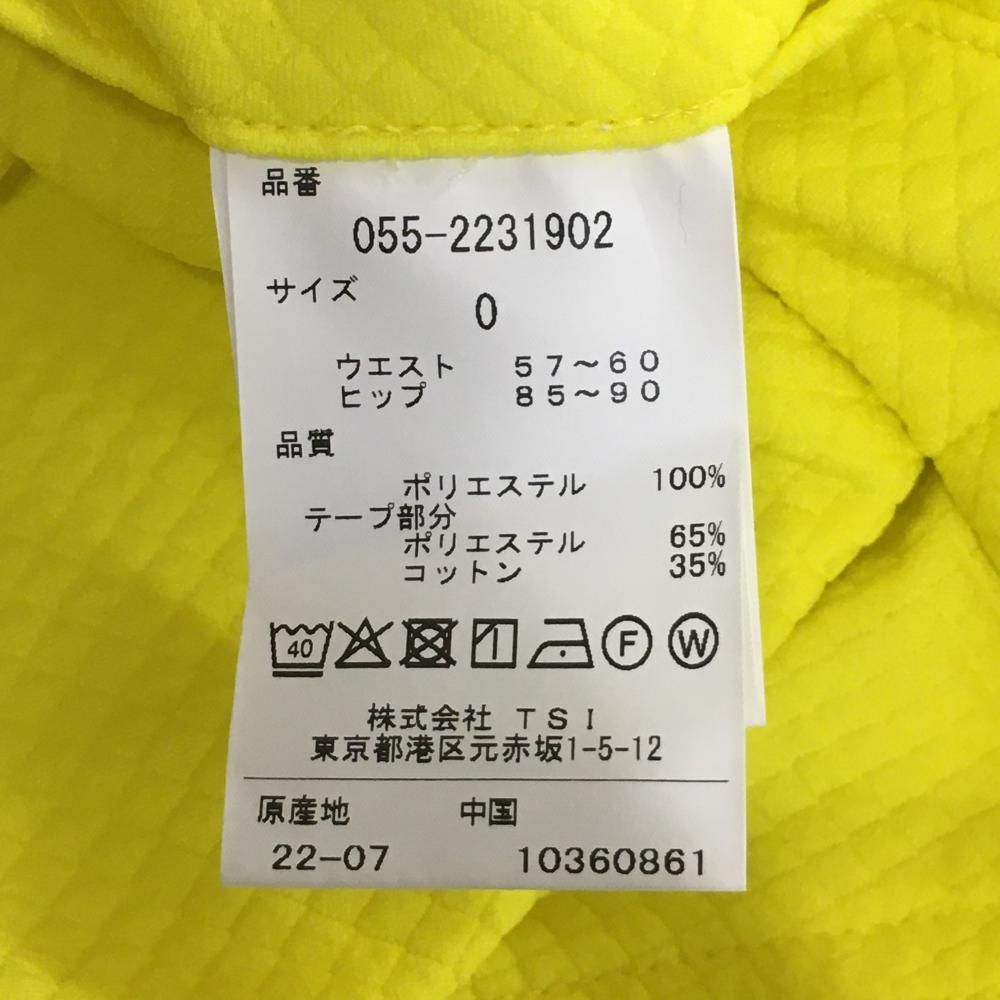 品番
055-2231902
サイズ
0
ウエスト 57～60
ヒップ 85～90
品質
ポリエステル 100%
テープ部分
ポリエステル 65%
コットン 35%
40 F W
株式会社 TSI
東京都港区元赤坂1-5-12
原産地 中国
22-07 10360861